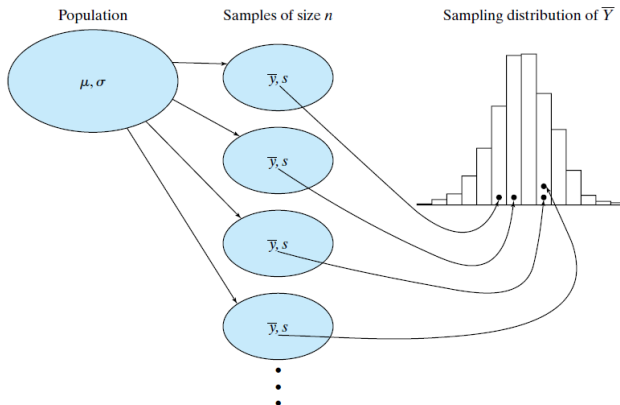 Population
Samples of size n
Sampling distribution of Y̅
μ, σ
y̅, s
y̅, s
y̅, s
y̅, s